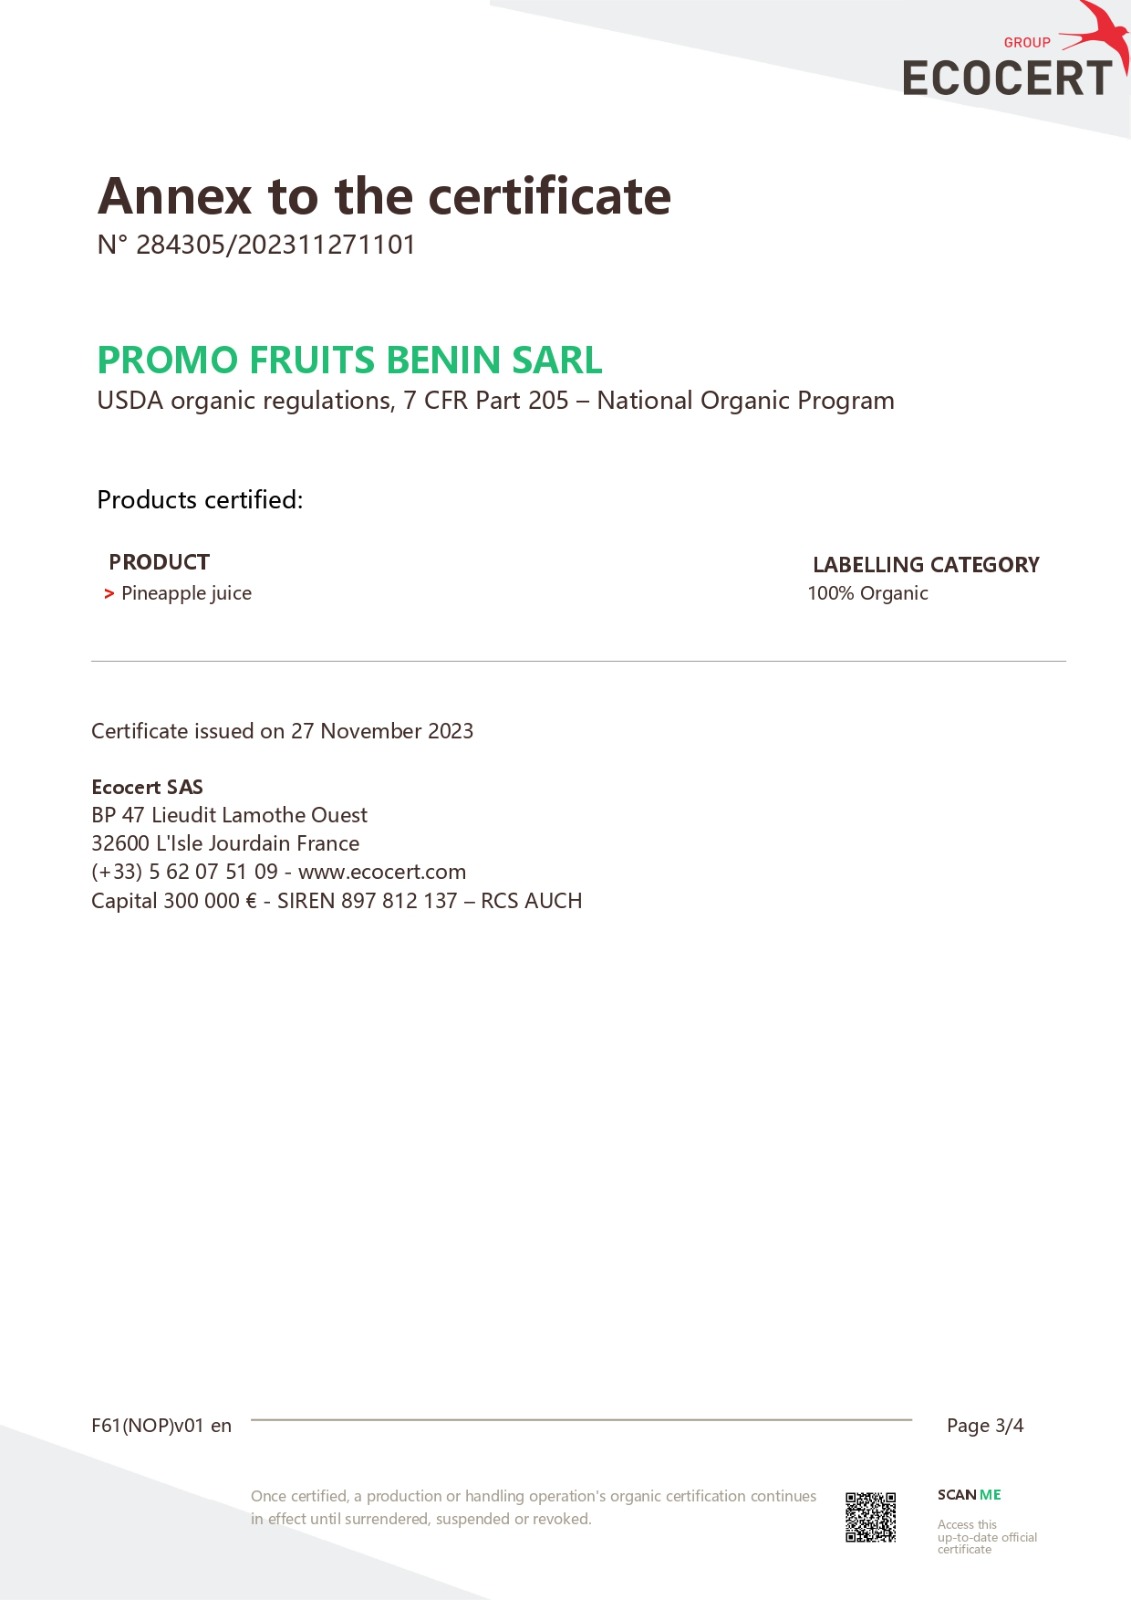 GROUP
ECOCERT
Annex to the certificate
N° 284305/202311271101
PROMO FRUITS BENIN SARL
USDA organic regulations, 7 CFR Part 205 – National Organic Program
Products certified:
PRODUCT LABELLING CATEGORY
> Pineapple juice 100% Organic
Certificate issued on 27 November 2023
Ecocert SAS
BP 47 Lieudit Lamothe Ouest
32600 L'Isle Jourdain France
(+33) 5 62 07 51 09 - www.ecocert.com
Capital 300 000 € - SIREN 897 812 137 – RCS AUCH
F61(NOP)v01 en Page 3/4
Once certified, a production or handling operation's organic certification continues
in effect until surrendered, suspended or revoked.
SCAN ME
Access this
up-to-date official
certificate